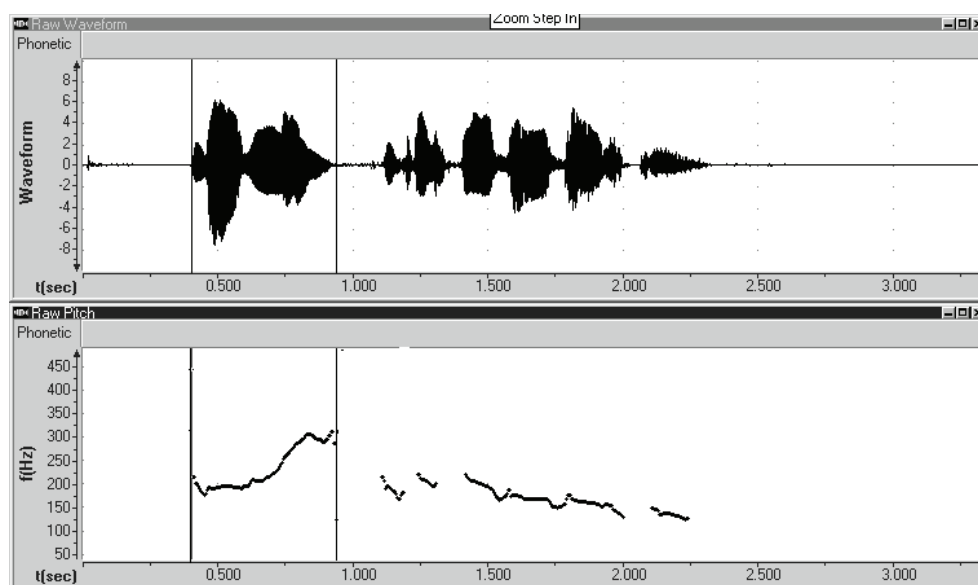 Raw Waveform
Zoom Step In
Phonetic
Waveform
8
6
4
2
0
-2
-4
-6
-8
t(sec)
0.500 1.000 1.500 2.000 2.500 3.000
Raw Pitch
Phonetic
f(Hz)
450
400
350
300
250
200
150
100
50
t(sec)
0.500 1.000 1.500 2.000 2.500 3.000